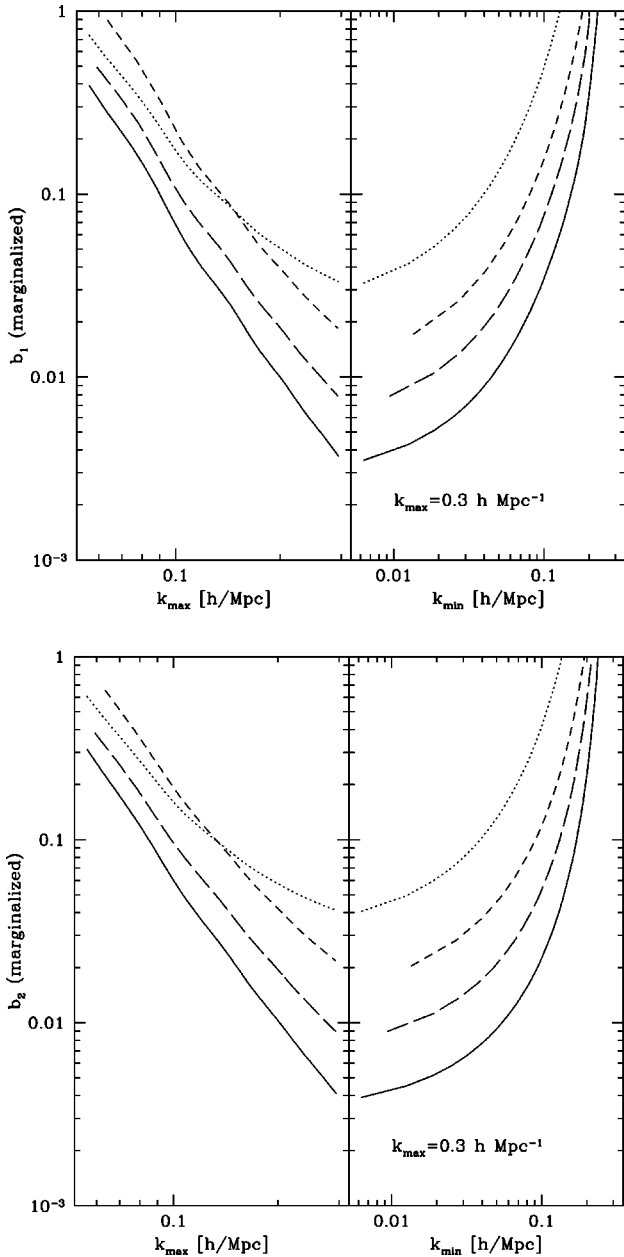 1
0.1
0.01
10⁻³
b₁ (marginalized)
k_max=0.3 h Mpc⁻¹
0.1
0.01
0.1
k_max [h/Mpc]
k_min [h/Mpc]
1
0.1
0.01
10⁻³
b₂ (marginalized)
k_max=0.3 h Mpc⁻¹
0.1
0.01
0.1
k_max [h/Mpc]
k_min [h/Mpc]